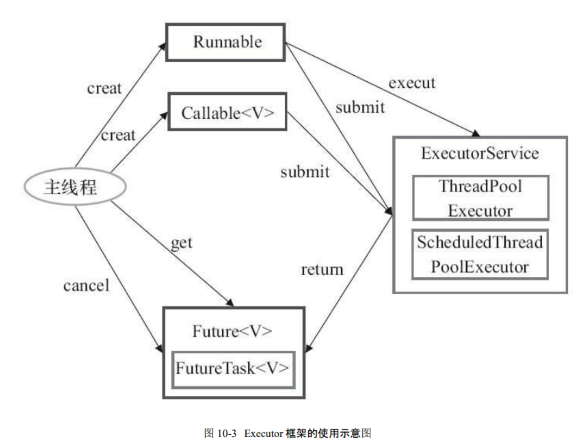 Runnable
creat
execut
submit
Callable<V>
creat
submit
ExecutorService
ThreadPool
Executor
ScheduledThread
PoolExecutor
主线程
get
cancel
return
Future<V>
FutureTask<V>
图 10-3 Executor 框架的使用示意图